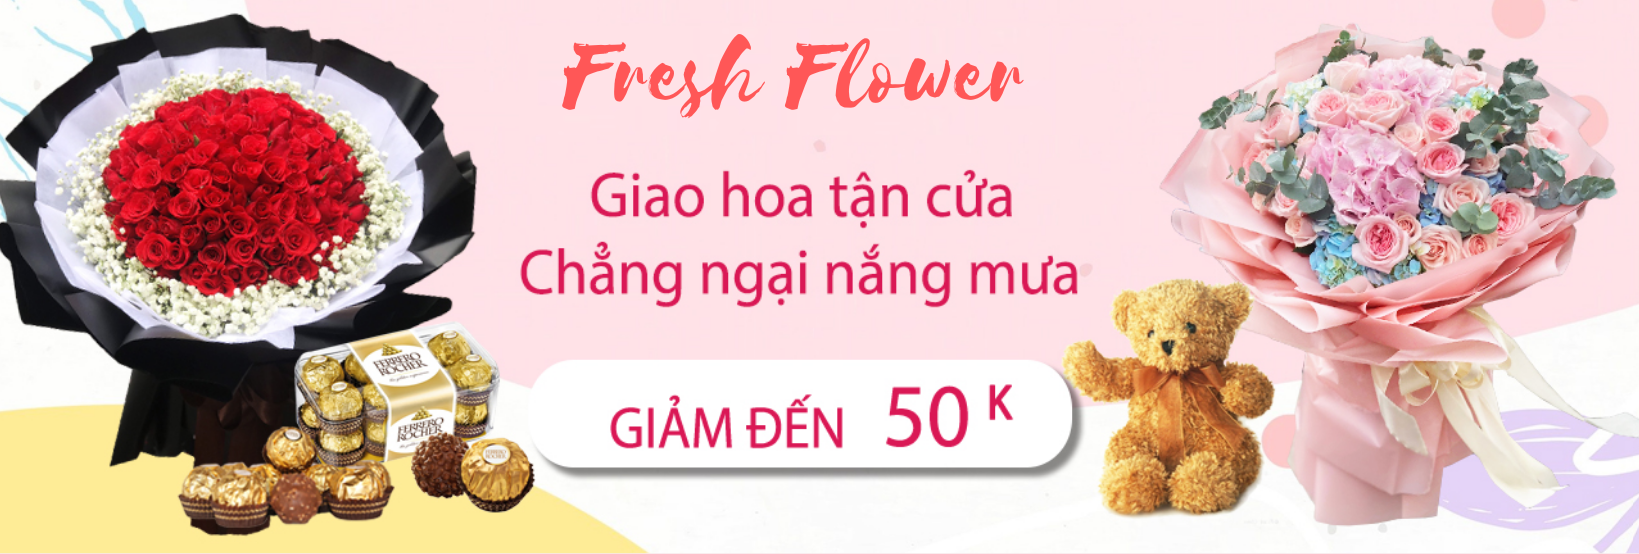 Fresh Flower
Giao hoa tận cửa
Chẳng ngại nắng mưa
GIẢM ĐẾN 50 K
FERRERO
ROCHER
FERRERO
ROCHER